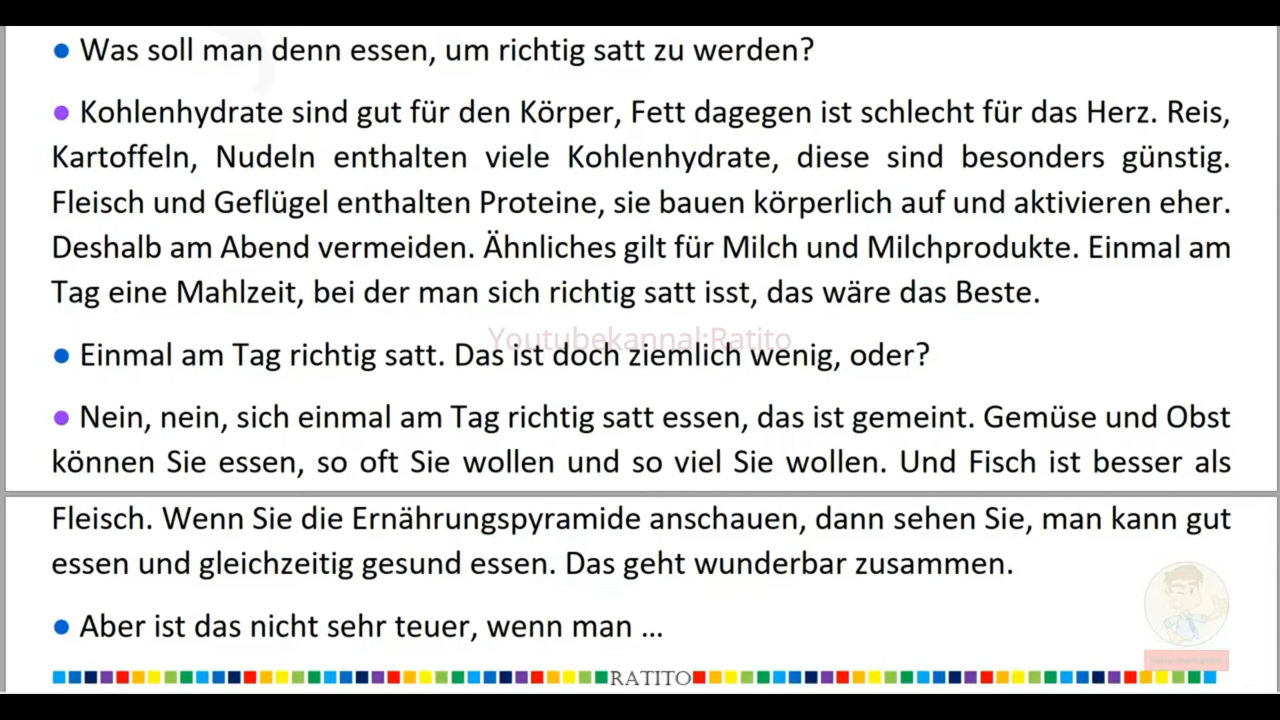 ● Was soll man denn essen, um richtig satt zu werden?
● Kohlenhydrate sind gut für den Körper, Fett dagegen ist schlecht für das Herz. Reis,
Kartoffeln, Nudeln enthalten viele Kohlenhydrate, diese sind besonders günstig.
Fleisch und Geflügel enthalten Proteine, sie bauen körperlich auf und aktivieren eher.
Deshalb am Abend vermeiden. Ähnliches gilt für Milch und Milchprodukte. Einmal am
Tag eine Mahlzeit, bei der man sich richtig satt isst, das wäre das Beste.
Youtubekannal:Ratito
● Einmal am Tag richtig satt. Das ist doch ziemlich wenig, oder?
● Nein, nein, sich einmal am Tag richtig satt essen, das ist gemeint. Gemüse und Obst
können Sie essen, so oft Sie wollen und so viel Sie wollen. Und Fisch ist besser als
Fleisch. Wenn Sie die Ernährungspyramide anschauen, dann sehen Sie, man kann gut
essen und gleichzeitig gesund essen. Das geht wunderbar zusammen.
● Aber ist das nicht sehr teuer, wenn man ...
RATITO